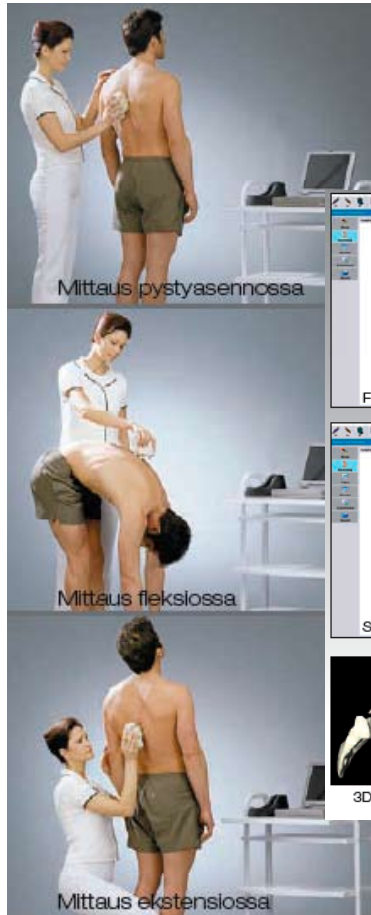 Mittaus pystyasennossa
F
Mittaus fleksiossa
S
3D
Mittaus ekstensiossa